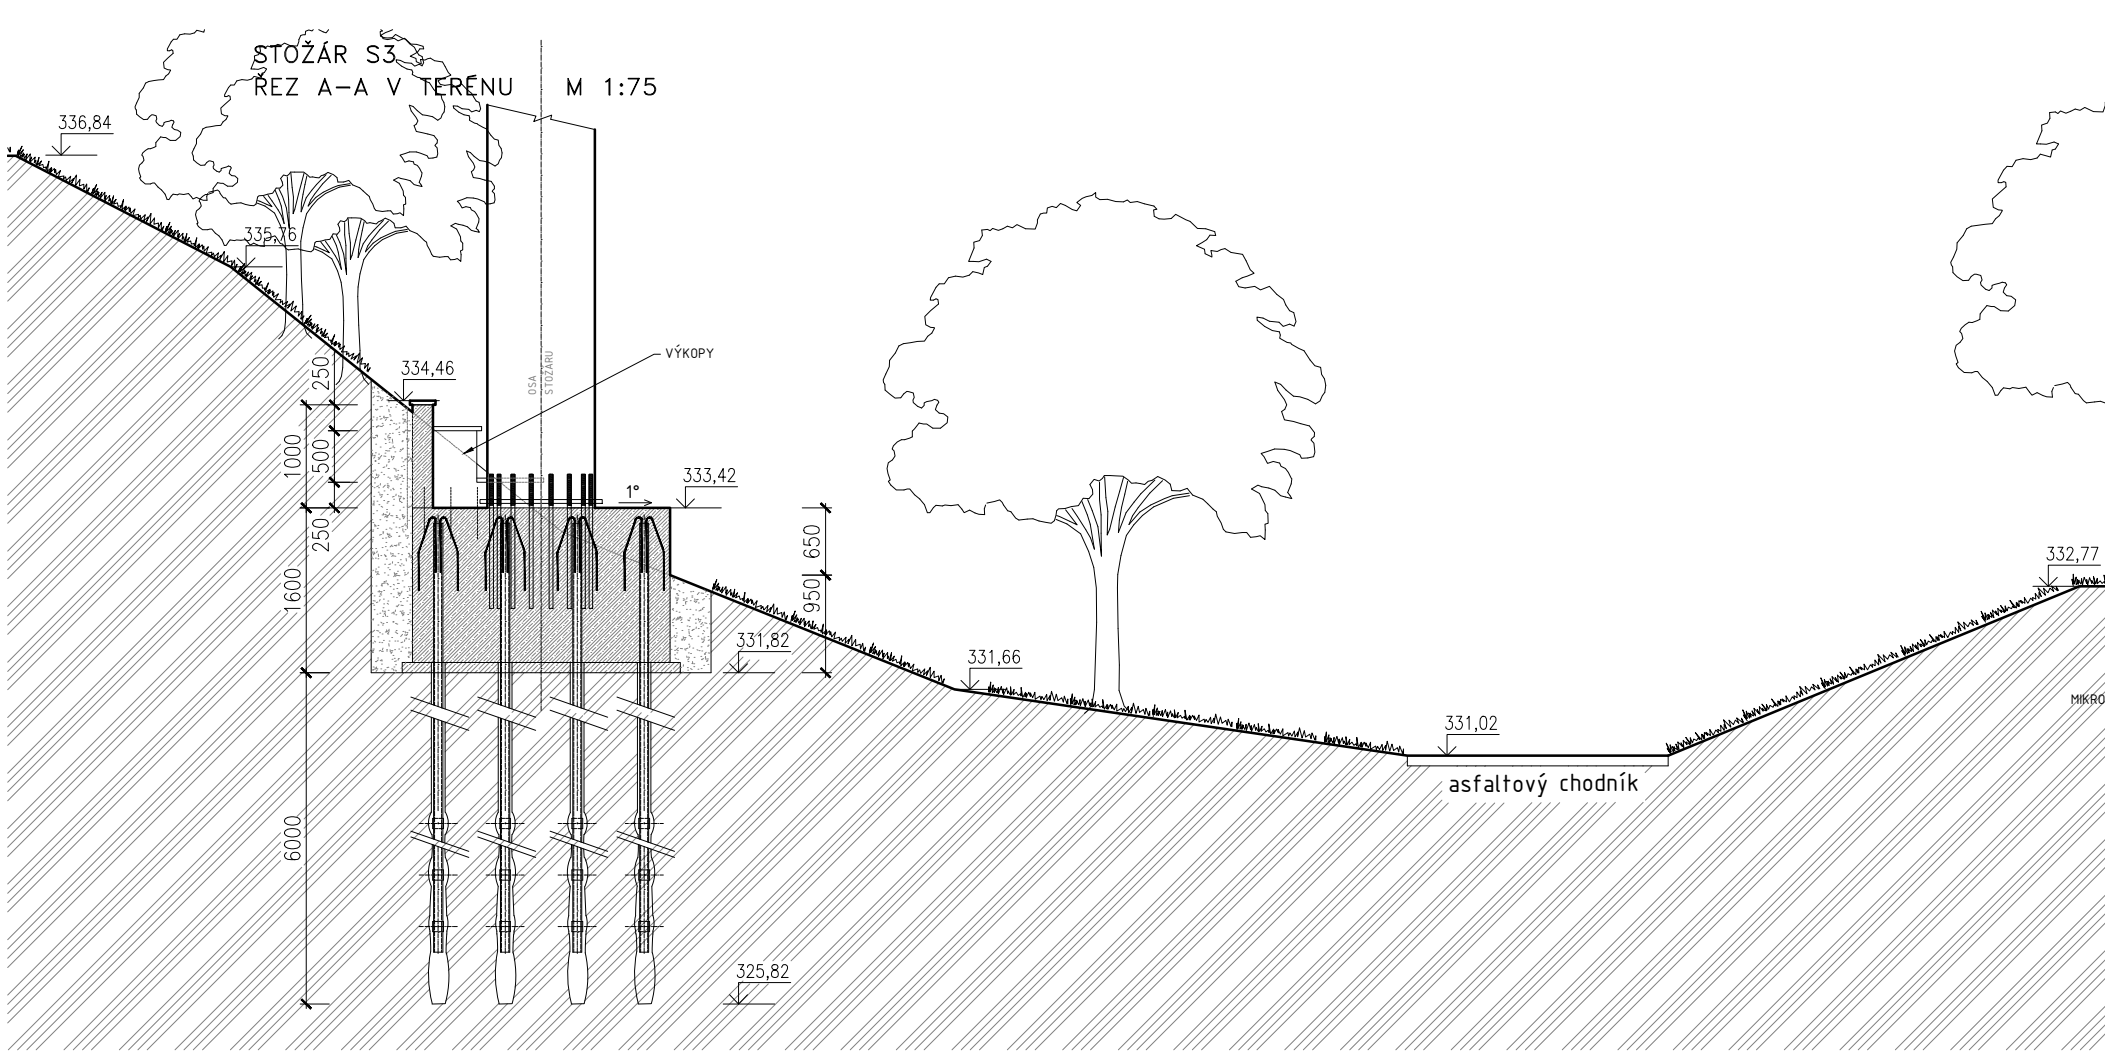 STOŽÁR S3
ŘEZ A–A V TERÉNU M 1:75
336,84
335,76
334,46
VÝKOPY
OSA
STOŽÁRU
250
1000
500
250
1600
6000
1°
333,42
650
950
331,82
325,82
331,66
331,02
asfaltový chodník
332,77
MIKRO